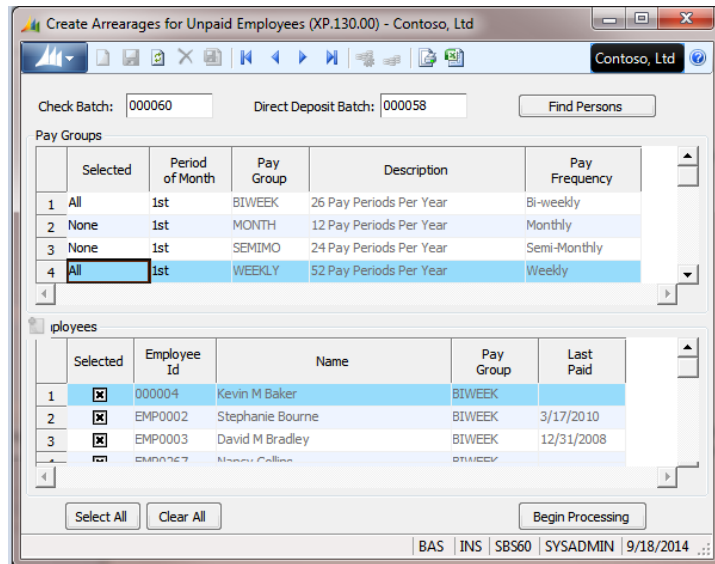 Create Arrearages for Unpaid Employees (XP.130.00) - Contoso, Ltd
Contoso, Ltd
Check Batch: 000060 Direct Deposit Batch: 000058 Find Persons
Pay Groups
Selected Period of Month Pay Group Description Pay Frequency
1 All 1st BIWEEK 26 Pay Periods Per Year Bi-weekly
2 None 1st MONTH 12 Pay Periods Per Year Monthly
3 None 1st SEMIMO 24 Pay Periods Per Year Semi-Monthly
4 All 1st WEEKLY 52 Pay Periods Per Year Weekly
ployees
Selected Employee Id Name Pay Group Last Paid
1 000004 Kevin M Baker BIWEEK
2 EMP0002 Stephanie Bourne BIWEEK 3/17/2010
3 EMP0003 David M Bradley BIWEEK 12/31/2008
EMP0267 Nancy Collins BIWEEK
Select All Clear All Begin Processing
BAS INS SBS60 SYSADMIN 9/18/2014